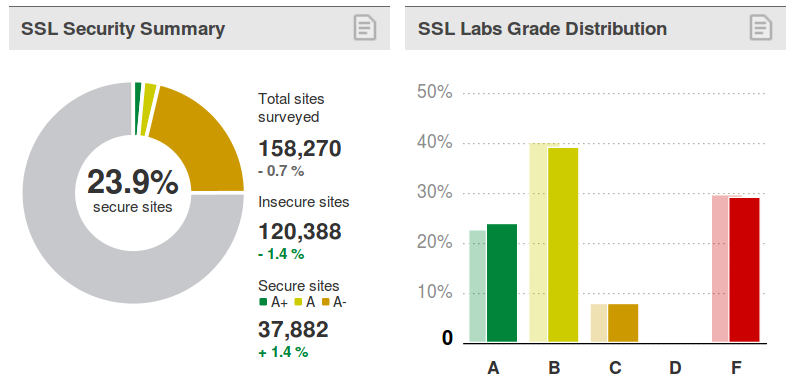 SSL Security Summary
23.9%
secure sites
Total sites
surveyed
158,270
- 0.7 %
Insecure sites
120,388
- 1.4 %
Secure sites
A+ A A-
37,882
+ 1.4 %
SSL Labs Grade Distribution
50%
40%
30%
20%
10%
0
A B C D F